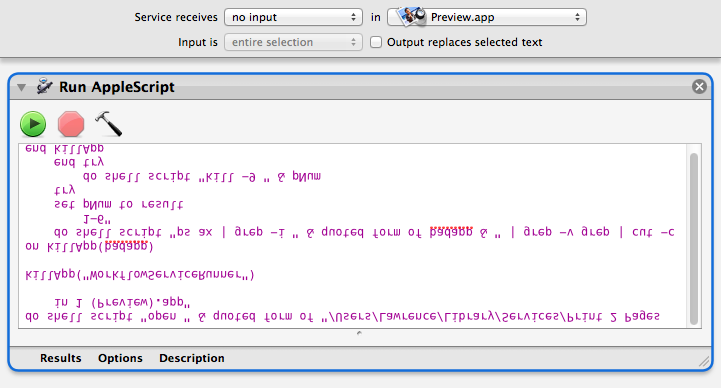 Service receives no input in Preview.app
Input is entire selection Output replaces selected text
Run AppleScript
do shell script "open " & quoted form of "/Users/Lawrence/Library/Services/Print 2 Pages
in 1 (Preview).app"
killApp("WorkflowServiceRunner")
on killApp(badapp)
do shell script "ps ax | grep -i " & quoted form of badapp & " | grep -v grep | cut -c
1-6"
set pNum to result
try
do shell script "kill -9 " & pNum
end try
end killApp
Results Options Description